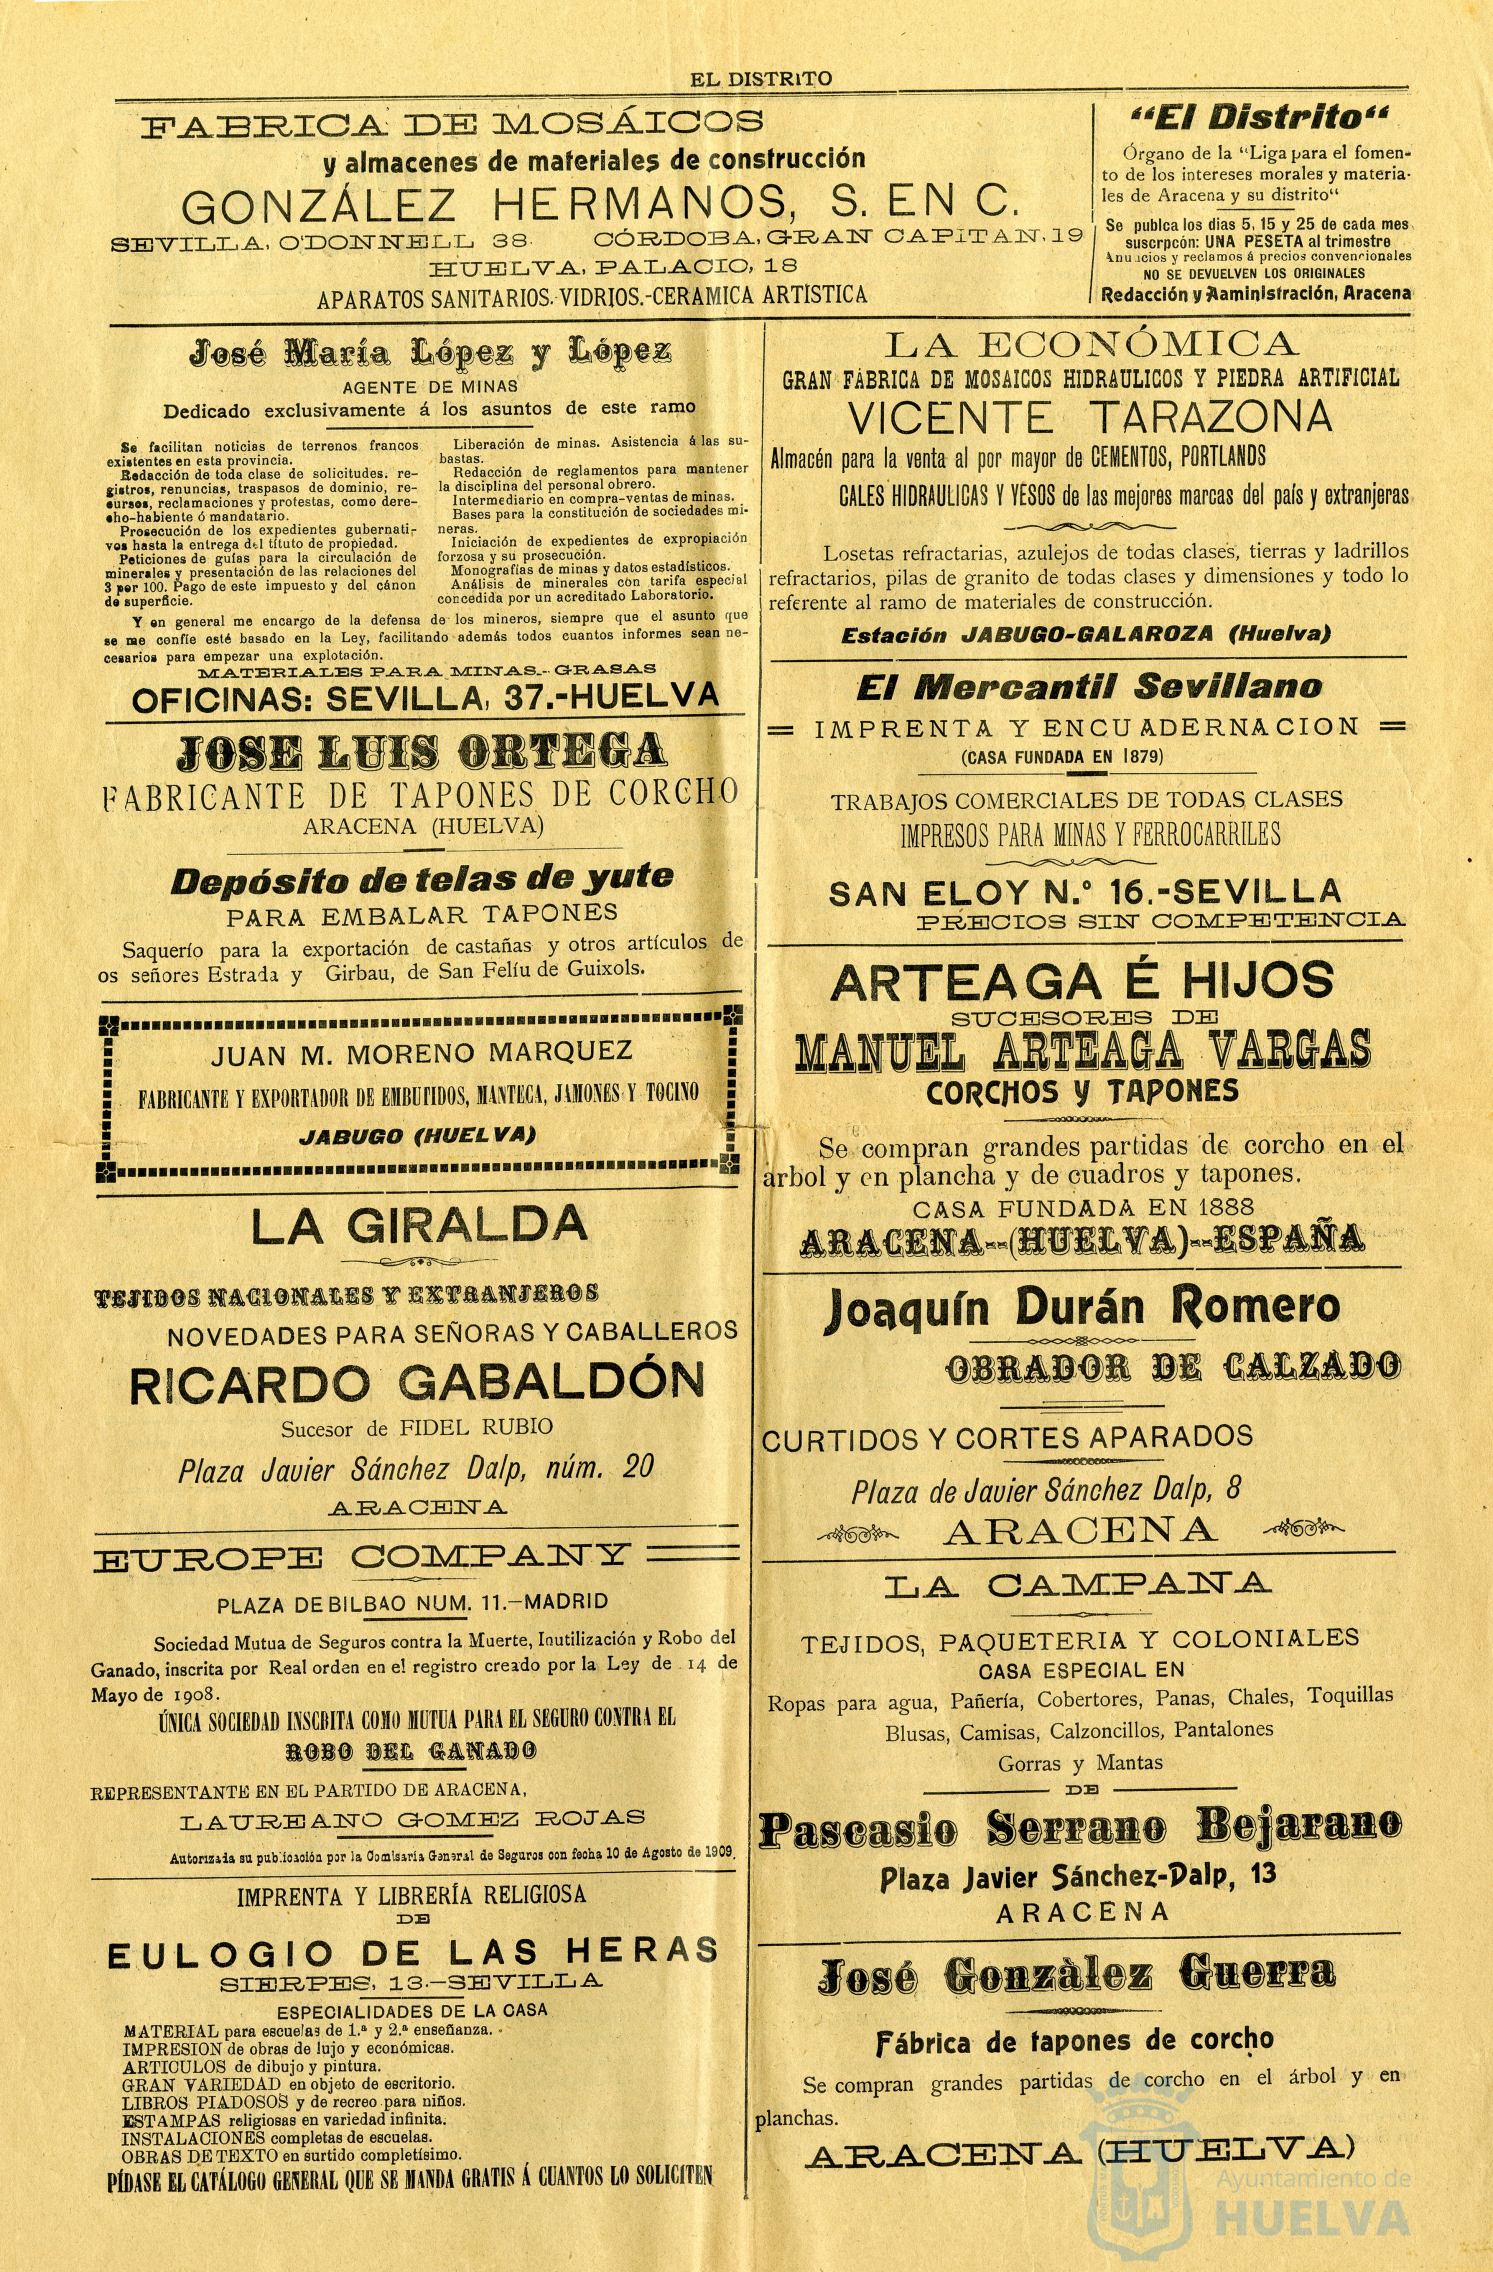 EL DISTRITO
FABRICA DE MOSÁICOS
y almacenes de materiales de construcción
GONZÁLEZ HERMANOS, S. EN C.
SEVILLA, O'DONNELL 38 CÓRDOBA, GRAN CAPITAN, 19
HUELVA, PALACIO, 18
APARATOS SANITARIOS.-VIDRIOS.-CERAMICA ARTÍSTICA
"El Distrito"
Órgano de la "Liga para el fomen-
to de los intereses morales y materia-
les de Aracena y su distrito"
Se publca los dias 5, 15 y 25 de cada mes
suscrpcón: UNA PESETA al trimestre
Anuncios y reclamos á precios convencionales
NO SE DEVUELVEN LOS ORIGINALES
Redacción y Aaministración, Aracena
José María López y López
AGENTE DE MINAS
Dedicado exclusivamente á los asuntos de este ramo
Se facilitan noticias de terrenos francos
existentes en esta provincia.
Redacción de toda clase de solicitudes. re-
gistros, renuncias, traspasos de dominio, re-
cursos, reclamaciones y protestas, como dere-
cho-habiente ó mandatario.
Prosecución de los expedientes gubernati-
vos hasta la entrega del títuto de propiedad.
Peticiones de guías para la circulación de
minerales y presentación de las relaciones del
3 por 100. Pago de este impuesto y del cánon
de superficie.
Liberación de minas. Asistencia á las su-
bastas.
Redacción de reglamentos para mantener
la disciplina del personal obrero.
Intermediario en compra-ventas de minas.
Bases para la constitución de sociedades mi-
neras.
Iniciación de expedientes de expropiación
forzosa y su prosecución.
Monografías de minas y datos estadísticos.
Análisis de minerales con tarifa especial
concedida por un acreditado Laboratorio.
Y en general me encargo de la defensa de los mineros, siempre que el asunto que
se me confíe esté basado en la Ley, facilitando además todos cuantos informes sean ne-
cesarios para empezar una explotación.
MATERIALES PARA MINAS.-GRASAS
OFICINAS: SEVILLA, 37.-HUELVA
JOSE LUIS ORTEGA
FABRICANTE DE TAPONES DE CORCHO
ARACENA (HUELVA)
Depósito de telas de yute
PARA EMBALAR TAPONES
Saquerío para la exportación de castañas y otros artículos de
os señores Estrada y Girbau, de San Felíu de Guixols.
JUAN M. MORENO MARQUEZ
FABRICANTE Y EXPORTADOR DE EMBUTIDOS, MANTECA, JAMONES Y TOCINO
JABUGO (HUELVA)
LA GIRALDA
TEJIDOS NACIONALES Y EXTRANJEROS
NOVEDADES PARA SEÑORAS Y CABALLEROS
RICARDO GABALDÓN
Sucesor de FIDEL RUBIO
Plaza Javier Sánchez Dalp, núm. 20
ARACENA
EUROPE COMPANY
PLAZA DE BILBAO NUM. 11.—MADRID
Sociedad Mutua de Seguros contra la Muerte, Inutilización y Robo del
Ganado, inscrita por Real orden en el registro creado por la Ley de 14 de
Mayo de 1908.
ÚNICA SOCIEDAD INSCBITA COMO MUTUA PARA EL SEGURO CONTRA EL
ROBO DEL GANADO
REPRESENTANTE EN EL PARTIDO DE ARACENA,
LAUREANO GOMEZ ROJAS
Autorizada su publicación por la Comisaria General de Seguros con fecha 10 de Agosto de 1909.
IMPRENTA Y LIBRERÍA RELIGIOSA
DE
EULOGIO DE LAS HERAS
SIERPES, 13.—SEVILLA
ESPECIALIDADES DE LA CASA
MATERIAL para escuelas de 1.ª y 2.ª enseñanza.
IMPRESION de obras de lujo y económicas.
ARTICULOS de dibujo y pintura.
GRAN VARIEDAD en objeto de escritorio.
LIBROS PIADOSOS y de recreo para niños.
ESTAMPAS religiosas en variedad infinita.
INSTALACIONES completas de escuelas.
OBRAS DE TEXTO en surtido completísimo.
PÍDASE EL CATÁLOGO GENERAL QUE SE MANDA GRATIS Á CUANTOS LO SOLICITEN
LA ECONÓMICA
GRAN FÁBRICA DE MOSAICOS HIDRAULICOS Y PIEDRA ARTIFICIAL
VICENTE TARAZONA
Almacén para la venta al por mayor de CEMENTOS, PORTLANDS
CALES HIDRAULICAS Y YESOS de las mejores marcas del país y extranjeras
Losetas refractarias, azulejos de todas clases, tierras y ladrillos
refractarios, pilas de granito de todas clases y dimensiones y todo lo
referente al ramo de materiales de construcción.
Estación JABUGO-GALAROZA (Huelva)
El Mercantil Sevillano
IMPRENTA Y ENCUADERNACION
(CASA FUNDADA EN 1879)
TRABAJOS COMERCIALES DE TODAS CLASES
IMPRESOS PARA MINAS Y FERROCARRILES
SAN ELOY N.º 16.-SEVILLA
PRECIOS SIN COMPETENCIA
ARTEAGA É HIJOS
SUCESORES DE
MANUEL ARTEAGA VARGAS
CORCHOS Y TAPONES
Se compran grandes partidas de corcho en el
árbol y en plancha y de cuadros y tapones.
CASA FUNDADA EN 1888
ARACENA--(HUELVA)--ESPAÑA
Joaquín Durán Romero
OBRADOR DE CALZADO
CURTIDOS Y CORTES APARADOS
Plaza de Javier Sánchez Dalp, 8
ARACENA
LA CAMPANA
TEJIDOS, PAQUETERIA Y COLONIALES
CASA ESPECIAL EN
Ropas para agua, Pañería, Cobertores, Panas, Chales, Toquillas
Blusas, Camisas, Calzoncillos, Pantalones
Gorras y Mantas
DE
Pascasio Serrano Bejarano
Plaza Javier Sánchez-Dalp, 13
ARACENA
José Gonzàlez Guerra
Fábrica de tapones de corcho
Se compran grandes partidas de corcho en el árbol y en
planchas.
ARACENA (HUELVA)
Ayuntamiento de
HUELVA